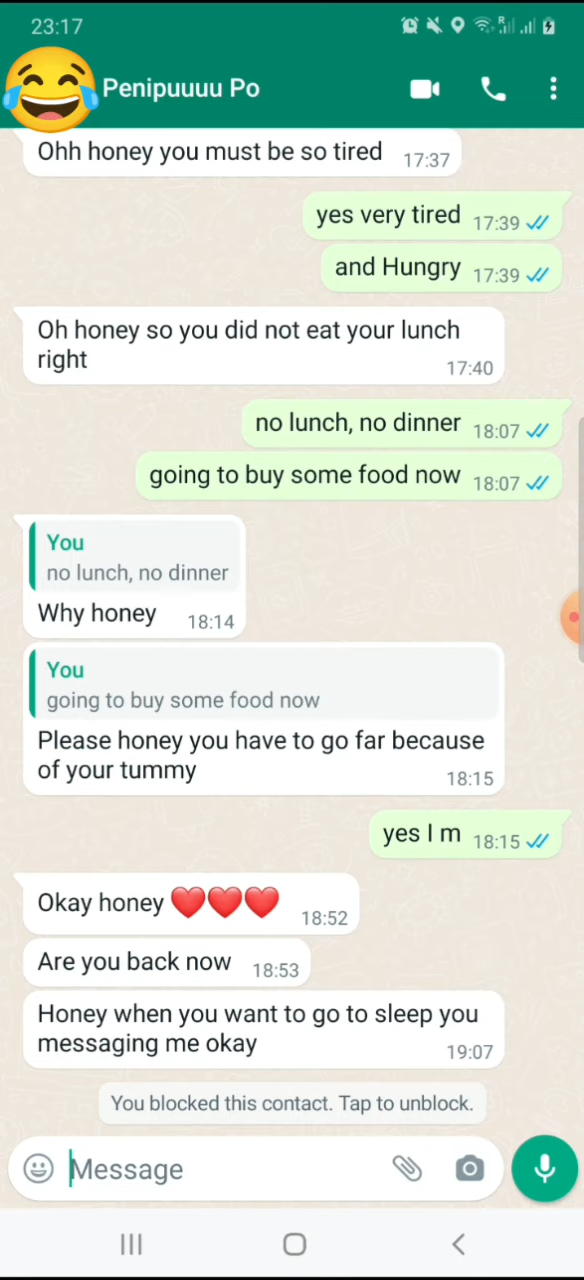 23:17
Penipuuuu Po
Ohh honey you must be so tired 17:37
yes very tired 17:39
and Hungry 17:39
Oh honey so you did not eat your lunch
right 17:40
no lunch, no dinner 18:07
going to buy some food now 18:07
You
no lunch, no dinner
Why honey 18:14
You
going to buy some food now
Please honey you have to go far because
of your tummy 18:15
yes I m 18:15
Okay honey ❤️❤️❤️ 18:52
Are you back now 18:53
Honey when you want to go to sleep you
messaging me okay 19:07
You blocked this contact. Tap to unblock.
Message